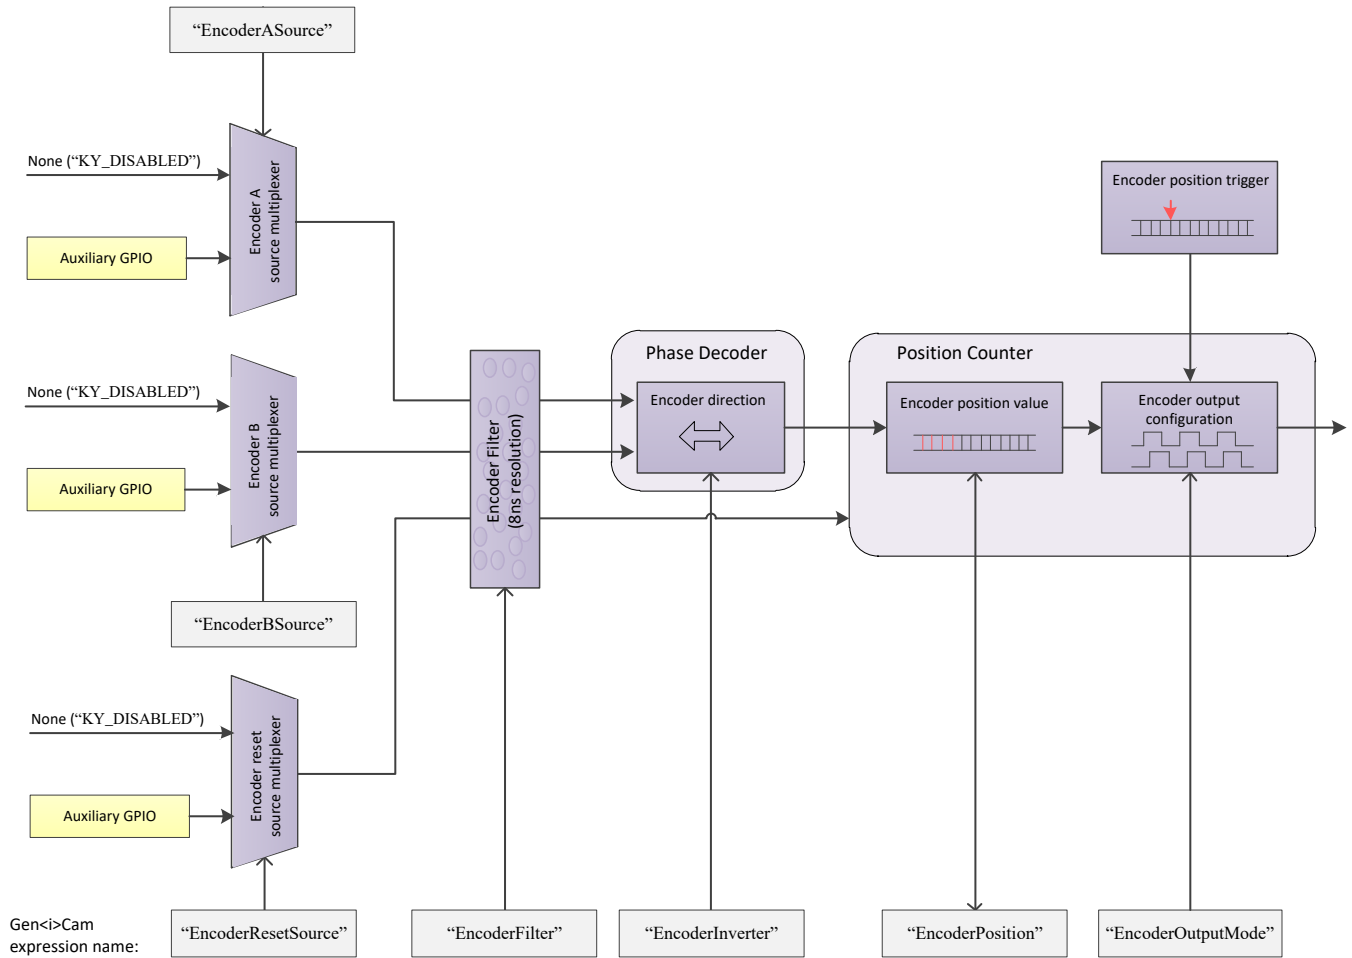 “EncoderASource”
None (“KY_DISABLED”)
Encoder A
source multiplexer
Auxiliary GPIO
Encoder position trigger
None (“KY_DISABLED”)
Encoder B
source multiplexer
Auxiliary GPIO
“EncoderBSource”
Encoder Filter
(8ns resolution)
Phase Decoder
Encoder direction
Position Counter
Encoder position value
Encoder output
configuration
None (“KY_DISABLED”)
Encoder reset
source multiplexer
Auxiliary GPIO
Gen<i>Cam
expression name:
“EncoderResetSource”
“EncoderFilter”
“EncoderInverter”
“EncoderPosition”
“EncoderOutputMode”